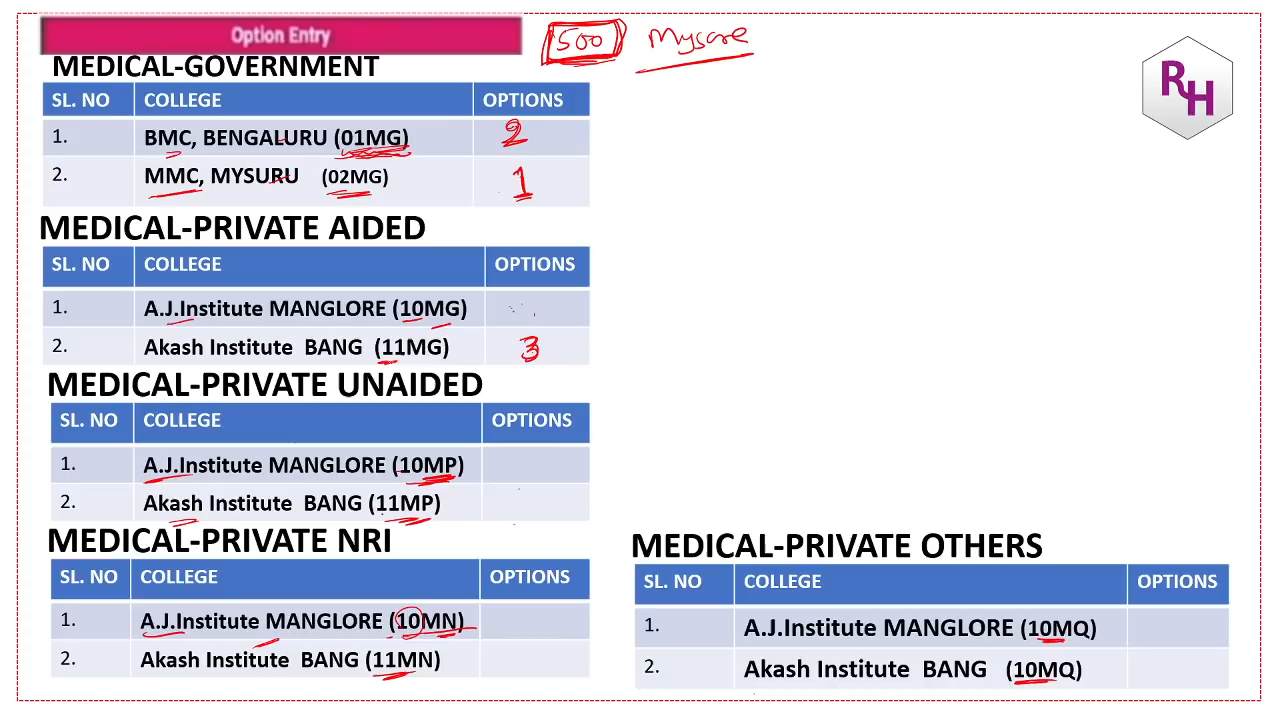 Option Entry
500 Mysore
RH
MEDICAL-GOVERNMENT
SL. NO COLLEGE OPTIONS
1. BMC, BENGALURU (01MG) 2
2. MMC, MYSURU (02MG) 1
MEDICAL-PRIVATE AIDED
SL. NO COLLEGE OPTIONS
1. A.J.Institute MANGLORE (10MG)
2. Akash Institute BANG (11MG) 3
MEDICAL-PRIVATE UNAIDED
SL. NO COLLEGE OPTIONS
1. A.J.Institute MANGLORE (10MP)
2. Akash Institute BANG (11MP)
MEDICAL-PRIVATE NRI
SL. NO COLLEGE OPTIONS
1. A.J.Institute MANGLORE (10MN)
2. Akash Institute BANG (11MN)
MEDICAL-PRIVATE OTHERS
SL. NO COLLEGE OPTIONS
1. A.J.Institute MANGLORE (10MQ)
2. Akash Institute BANG (10MQ)